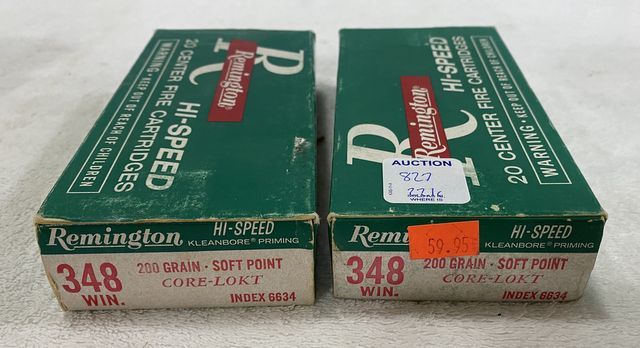 20 CENTER FIRE CARTRIDGES
WARNING • KEEP OUT OF REACH OF CHILDREN
R
Remington
HI-SPEED
Remington
HI-SPEED
KLEANBORE® PRIMING
348
WIN.
200 GRAIN • SOFT POINT
CORE-LOKT
INDEX 6634
R
Remington
HI-SPEED
20 CENTER FIRE CARTRIDGES
WARNING • KEEP OUT OF REACH OF CHILDREN
AUCTION
827
WHERE IS
Remi
59.95
HI-SPEED
KLEANBORE® PRIMING
348
WIN.
200 GRAIN • SOFT POINT
CORE-LOKT
INDEX 6634